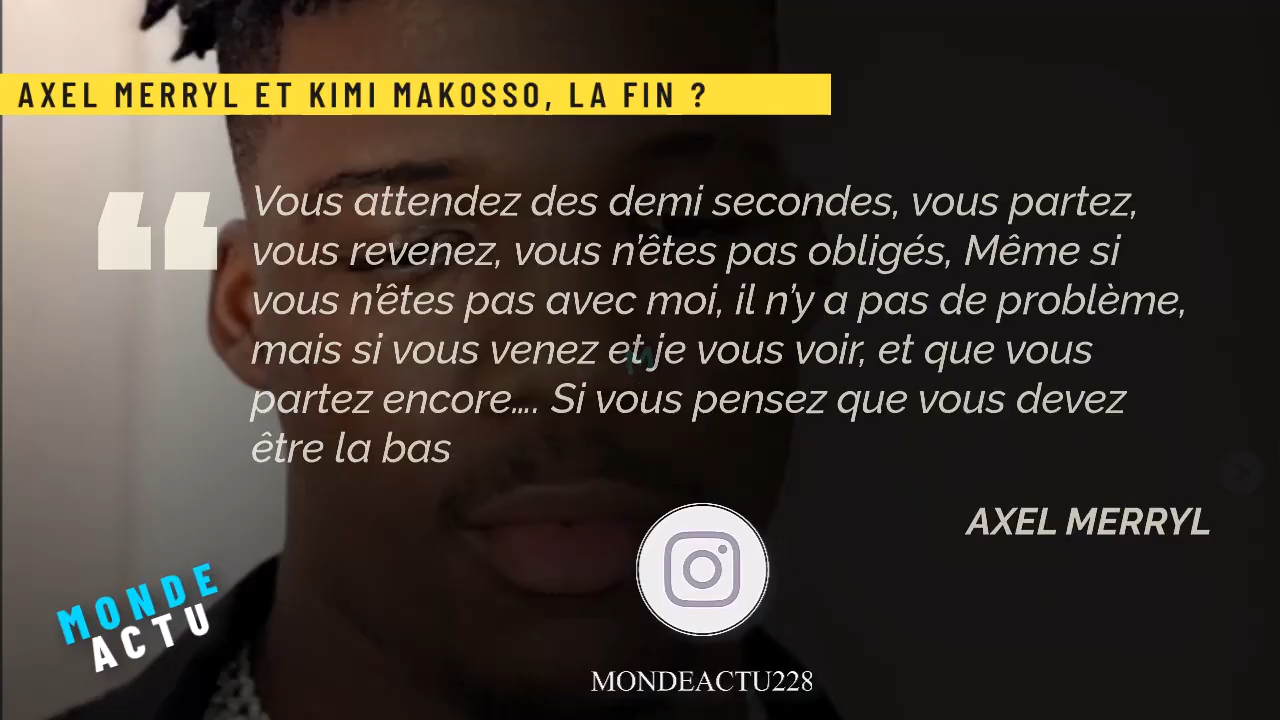 AXEL MERRYL ET KIMI MAKOSSO, LA FIN ?
Vous attendez des demi secondes, vous partez,
vous revenez, vous n’êtes pas obligés, Même si
vous n’êtes pas avec moi, il n’y a pas de problème,
mais si vous venez et je vous voir, et que vous
partez encore.... Si vous pensez que vous devez
être la bas
AXEL MERRYL
MONDE
ACTU
MONDEACTU228